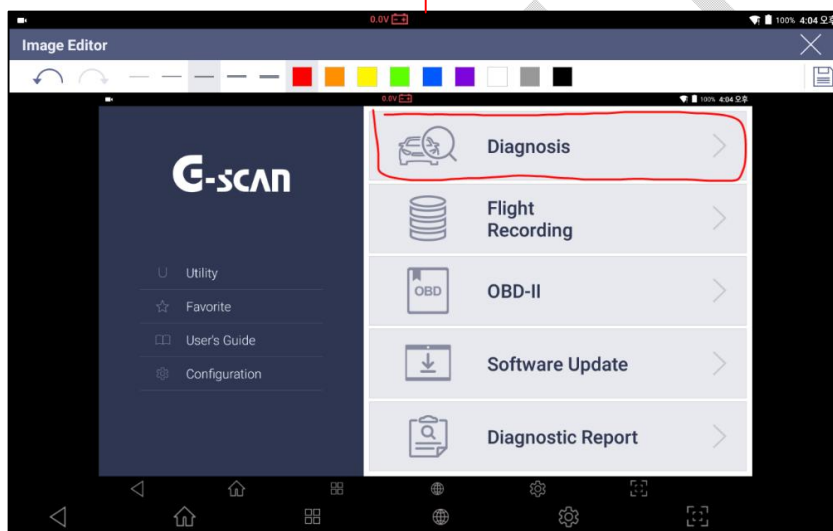 0.0V
100% 4:04 오후
Image Editor
0.0V
100% 4:04 오후
G-scan
Utility
Favorite
User's Guide
Configuration
Diagnosis
Flight
Recording
OBD
OBD-II
Software Update
Diagnostic Report